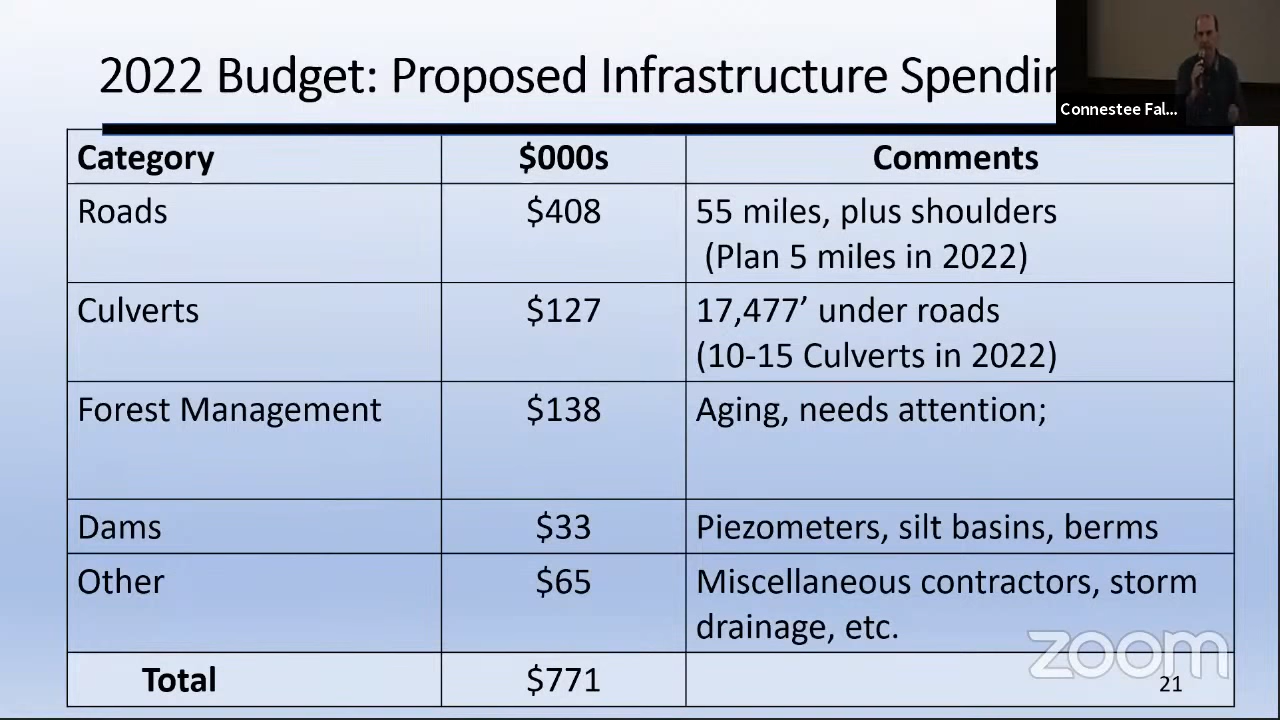 2022 Budget: Proposed Infrastructure
Connestee Fal...
Category $000s Comments
Roads $408 55 miles, plus shoulders
(Plan 5 miles in 2022)
Culverts $127 17,477’ under roads
(10-15 Culverts in 2022)
Forest Management $138 Aging, needs attention;
Dams $33 Piezometers, silt basins, berms
Other $65 Miscellaneous contractors, storm
drainage, etc.
zoom
Total $771
21